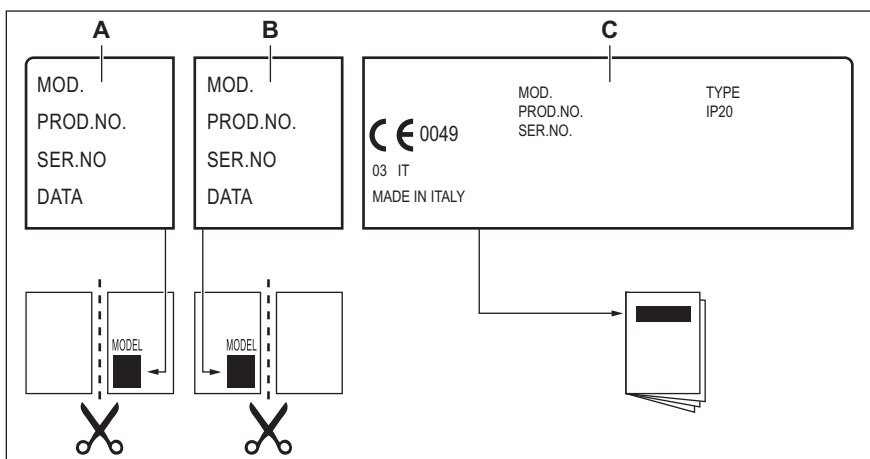 A
B
C
MOD.
PROD.NO.
SER.NO
DATA
MOD.
PROD.NO.
SER.NO
DATA
MOD.
PROD.NO.
SER.NO.
TYPE
IP20
CE 0049
03 IT
MADE IN ITALY
MODEL
MODEL